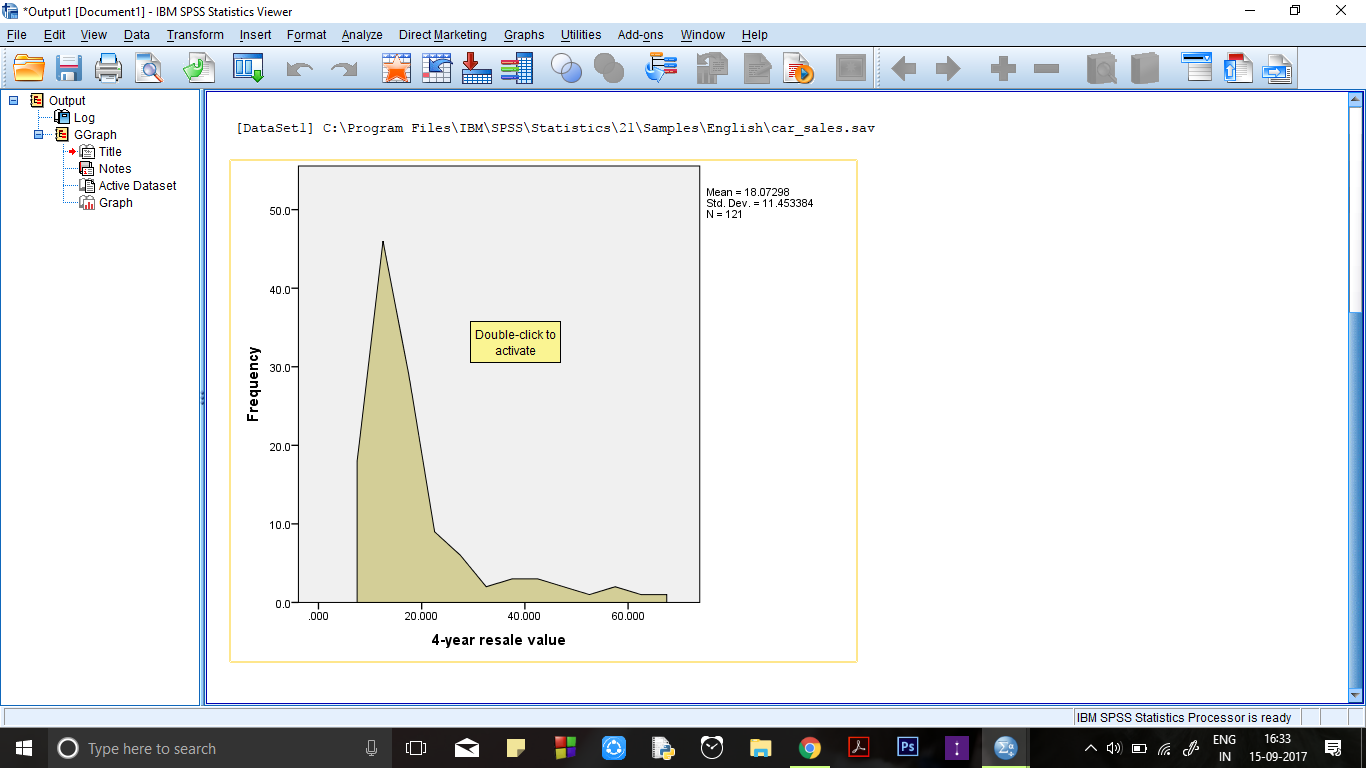 *Output1 [Document1] - IBM SPSS Statistics Viewer
File Edit View Data Transform Insert Format Analyze Direct Marketing Graphs Utilities Add-ons Window Help
Output
Log
GGraph
Title
Notes
Active Dataset
Graph
[DataSet1] C:\Program Files\IBM\SPSS\Statistics\21\Samples\English\car_sales.sav
Mean = 18.07298
Std. Dev. = 11.453384
N = 121
50.0
40.0
30.0
20.0
10.0
0.0
Frequency
Double-click to
activate
.000 20.000 40.000 60.000
4-year resale value
IBM SPSS Statistics Processor is ready
Type here to search
Ps
ENG
IN
16:33
15-09-2017